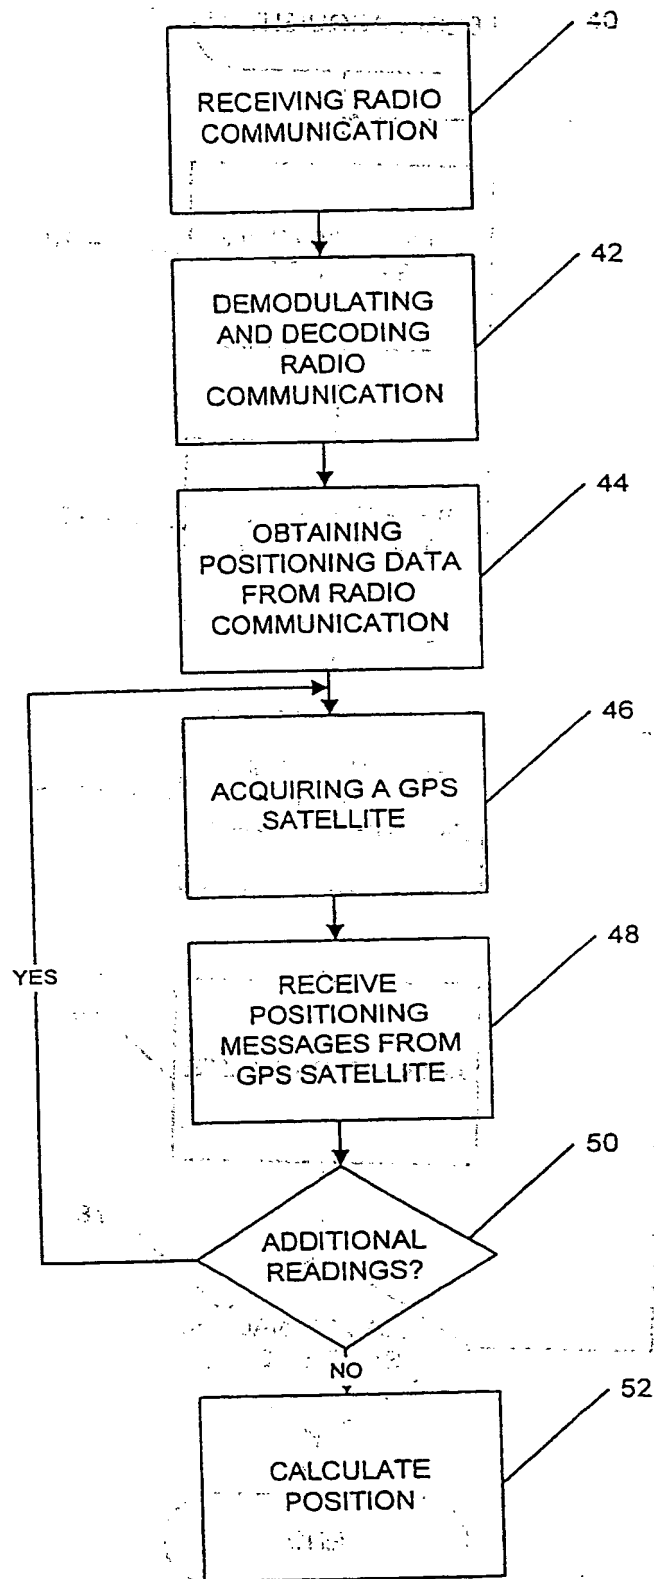 40
RECEIVING RADIO
COMMUNICATION
42
DEMODULATING
AND DECODING
RADIO
COMMUNICATION
44
OBTAINING
POSITIONING DATA
FROM RADIO
COMMUNICATION
46
ACQUIRING A GPS
SATELLITE
48
RECEIVE
POSITIONING
MESSAGES FROM
GPS SATELLITE
YES
50
ADDITIONAL
READINGS?
NO
52
CALCULATE
POSITION